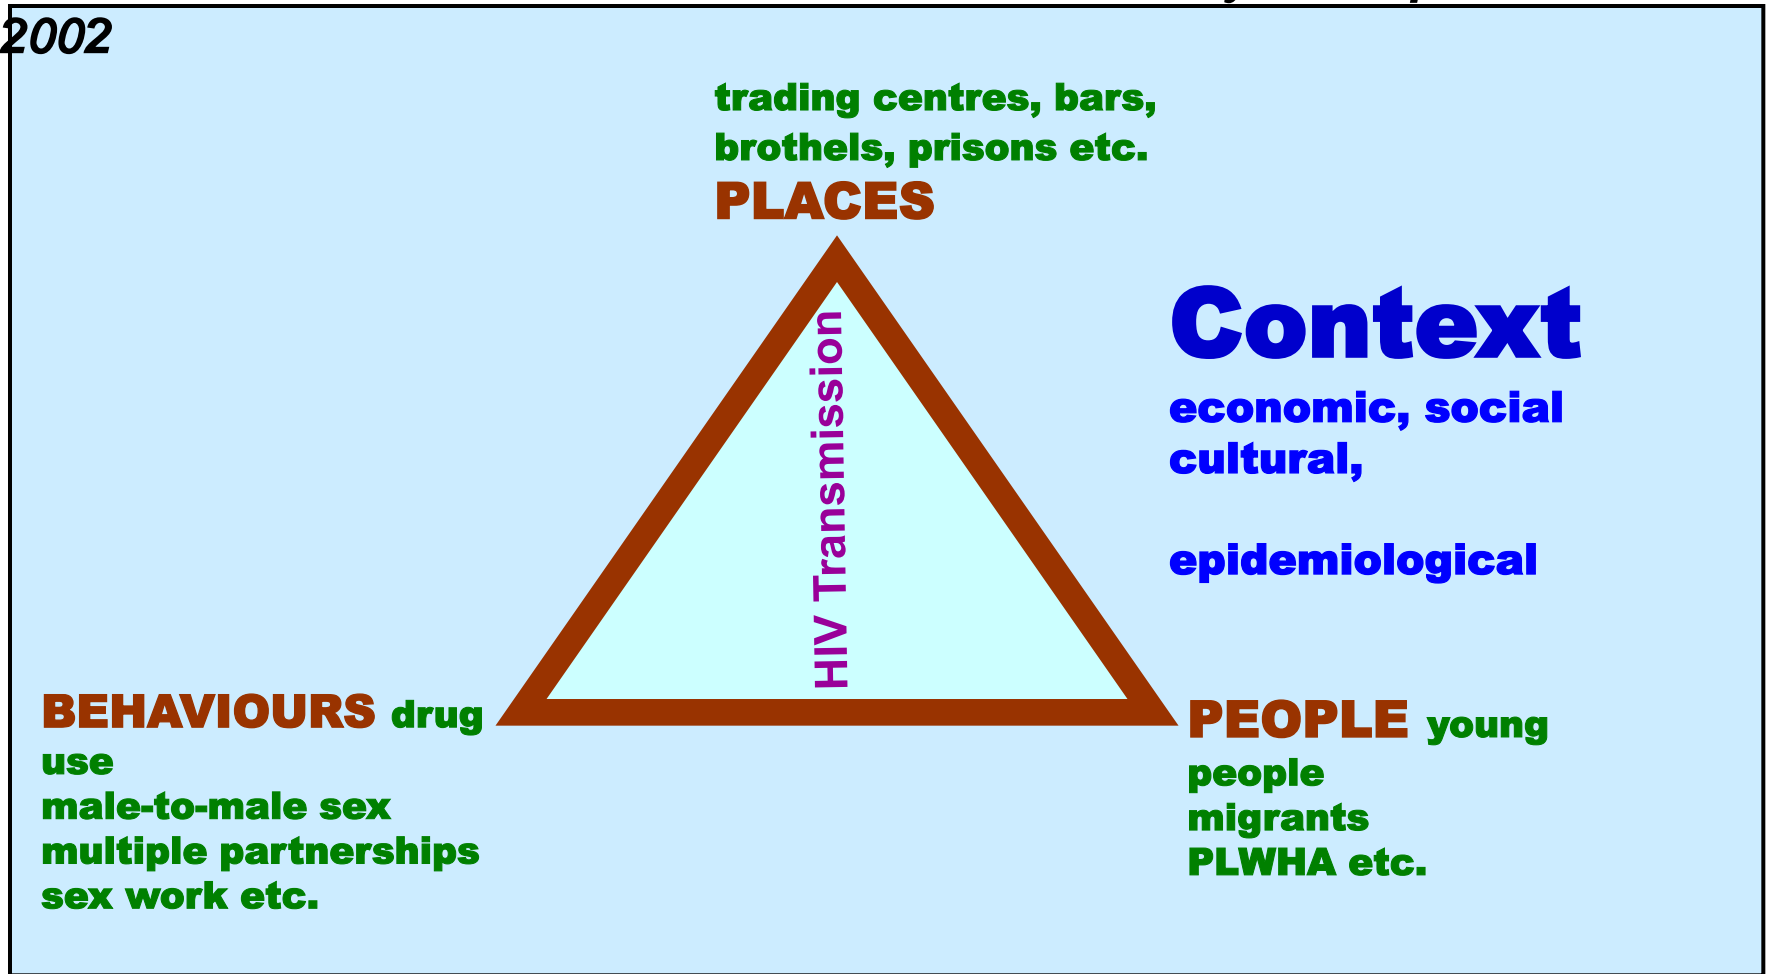 2002
trading centres, bars,
brothels, prisons etc.
PLACES
HIV Transmission
Context
economic, social
cultural,
epidemiological
BEHAVIOURS drug
use
male-to-male sex
multiple partnerships
sex work etc.
PEOPLE young
people
migrants
PLWHA etc.